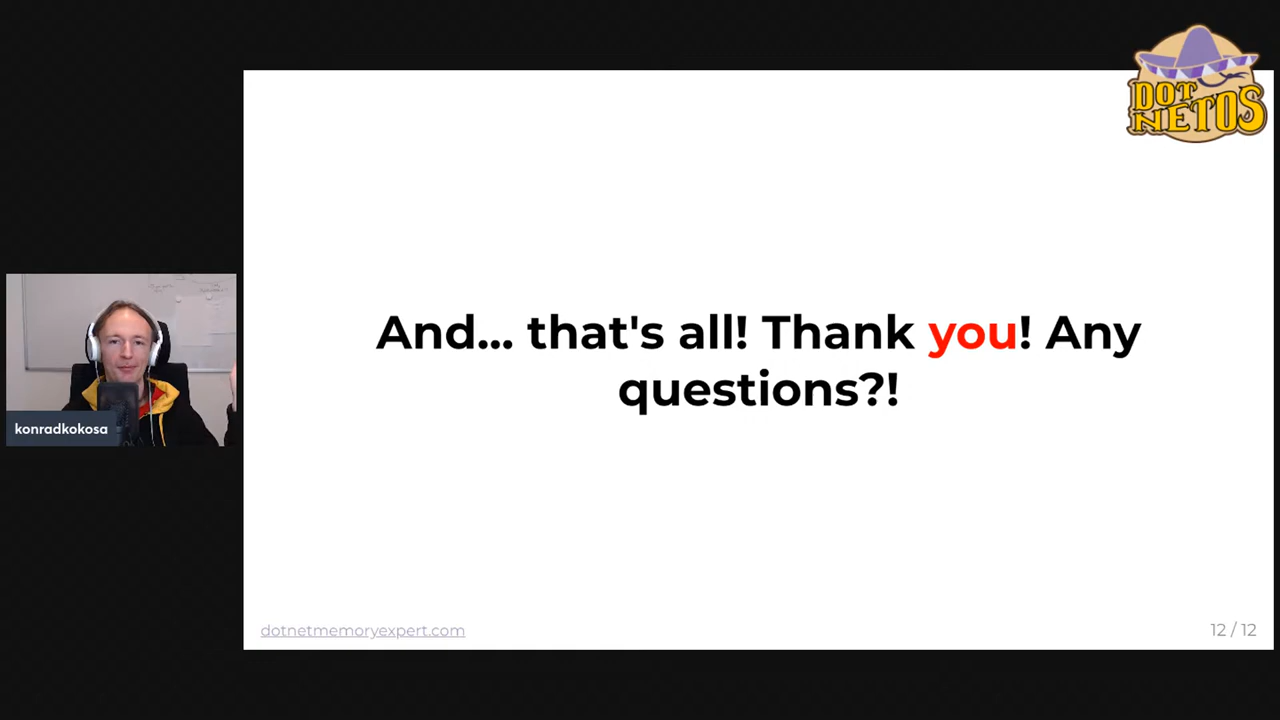 DOT
NETOS
And... that's all! Thank you! Any
questions?!
konradkokosa
dotnetmemoryexpert.com
12 / 12